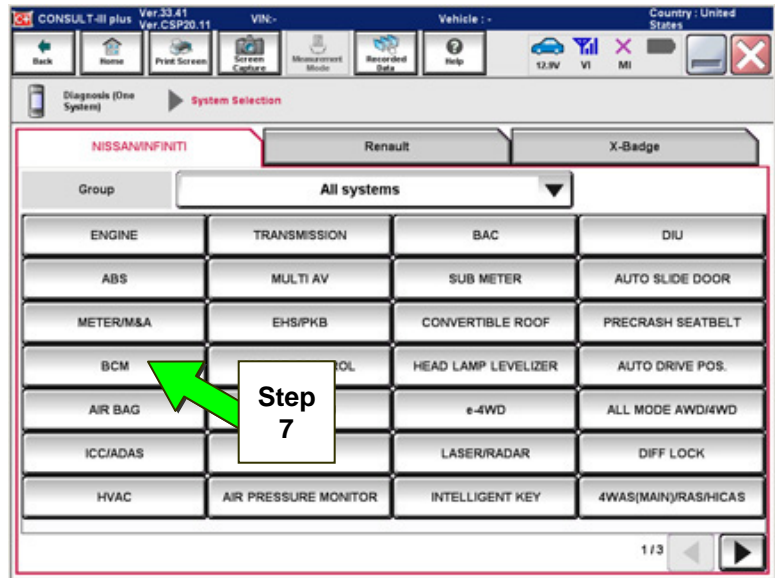 CONSULT-III plus Ver.33.41 Ver.CSP20.11 VIN:- Vehicle : - Country : United States
Back Home Print Screen Screen Capture Measurement Mode Recorded Data Help 12.9V VI MI
Diagnosis (One System) System Selection
NISSAN/INFINITI Renault X-Badge
Group All systems
ENGINE TRANSMISSION BAC DIU
ABS MULTI AV SUB METER AUTO SLIDE DOOR
METER/M&A EHS/PKB CONVERTIBLE ROOF PRECRASH SEATBELT
BCM OL HEAD LAMP LEVELIZER AUTO DRIVE POS.
AIR BAG e-4WD ALL MODE AWD/4WD
Step
7
ICC/ADAS LASER/RADAR DIFF LOCK
HVAC AIR PRESSURE MONITOR INTELLIGENT KEY 4WAS(MAIN)/RAS/HICAS
1/3